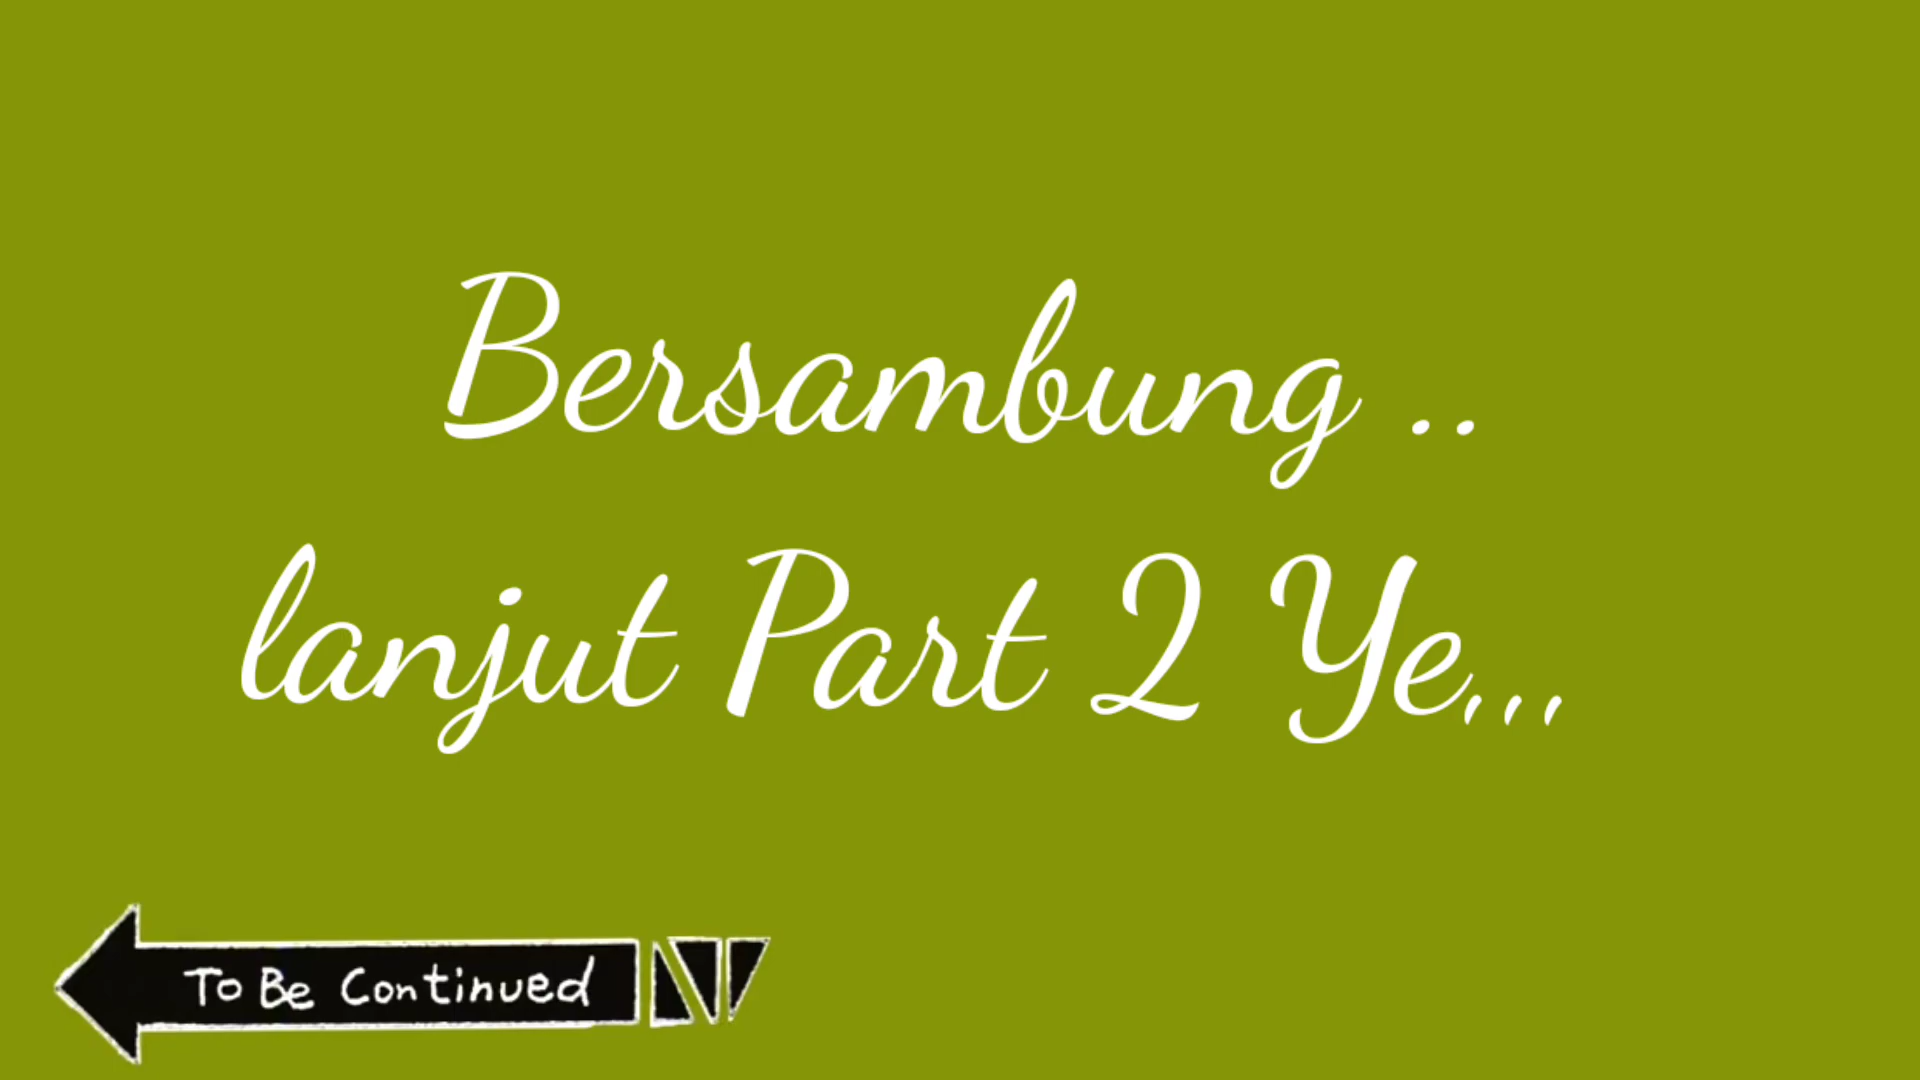 Bersambung ..
lanjut Part 2 Ye,,,
To Be Continued